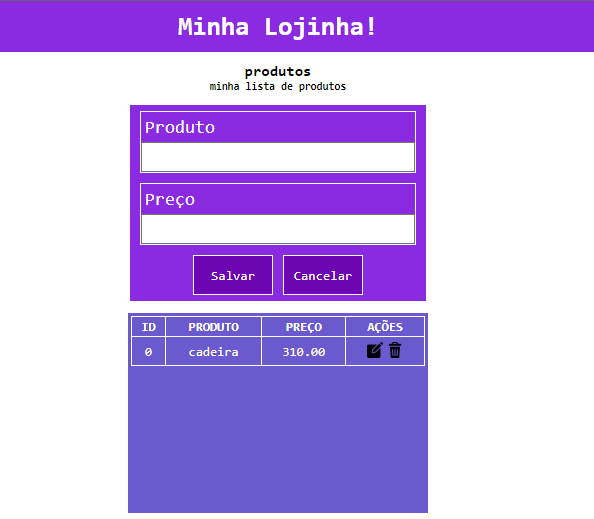 Minha Lojinha!
produtos
minha lista de produtos
Produto
Preço
Salvar Cancelar
ID PRODUTO PREÇO AÇÕES
0 cadeira 310.00